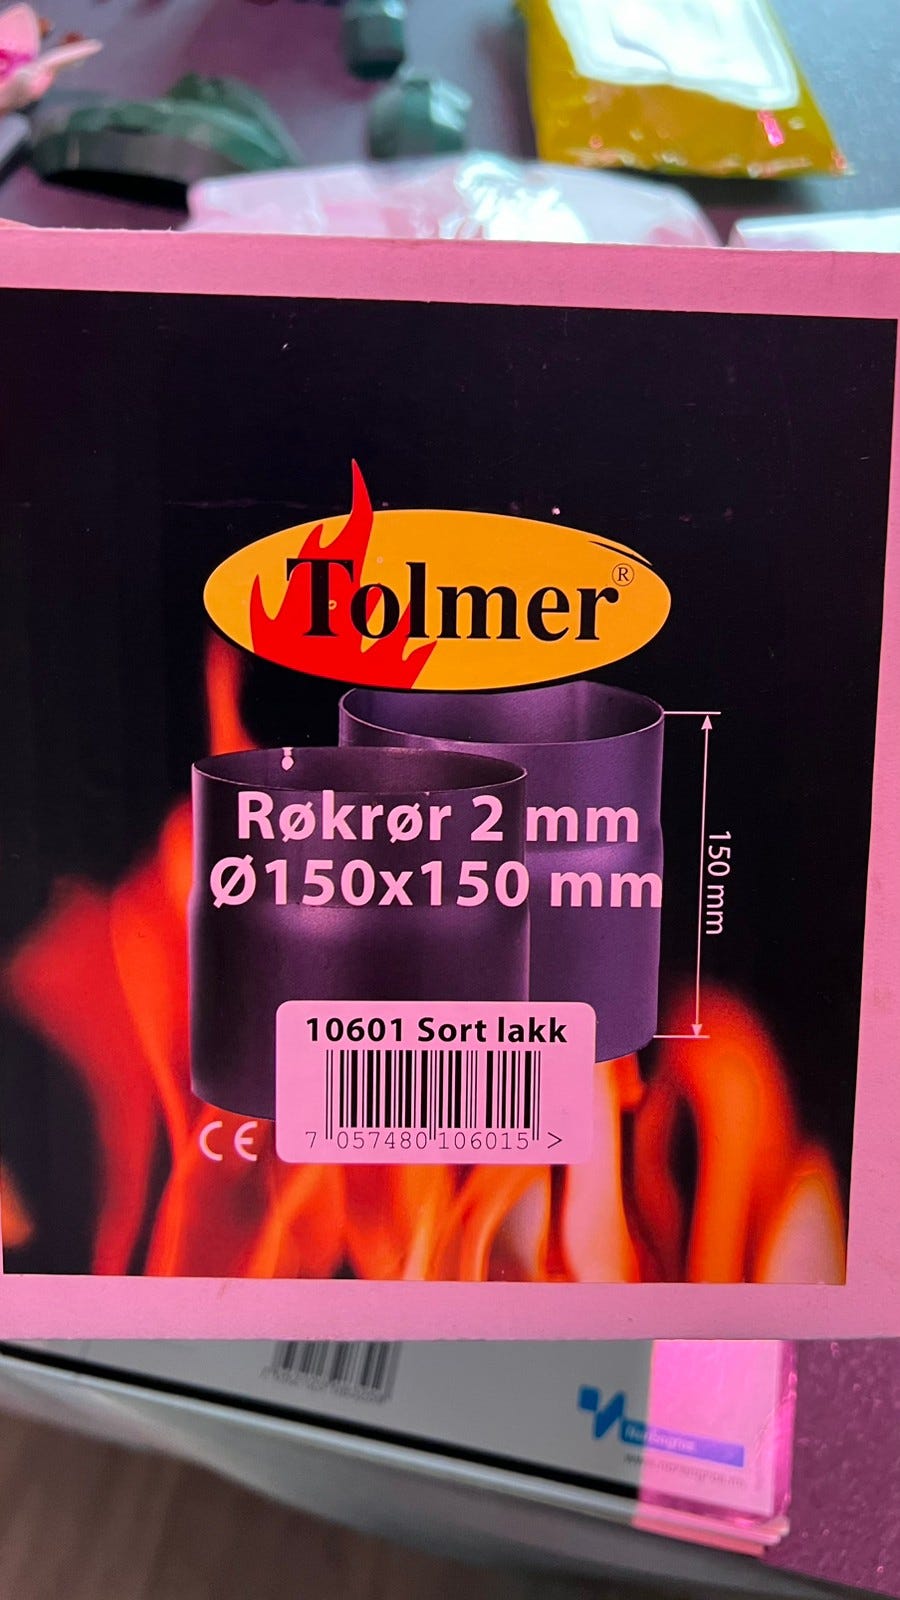 Tolmer®
Røkrør 2 mm
Ø150x150 mm
150 mm
10601 Sort lakk
7 057480 106015 >
CE